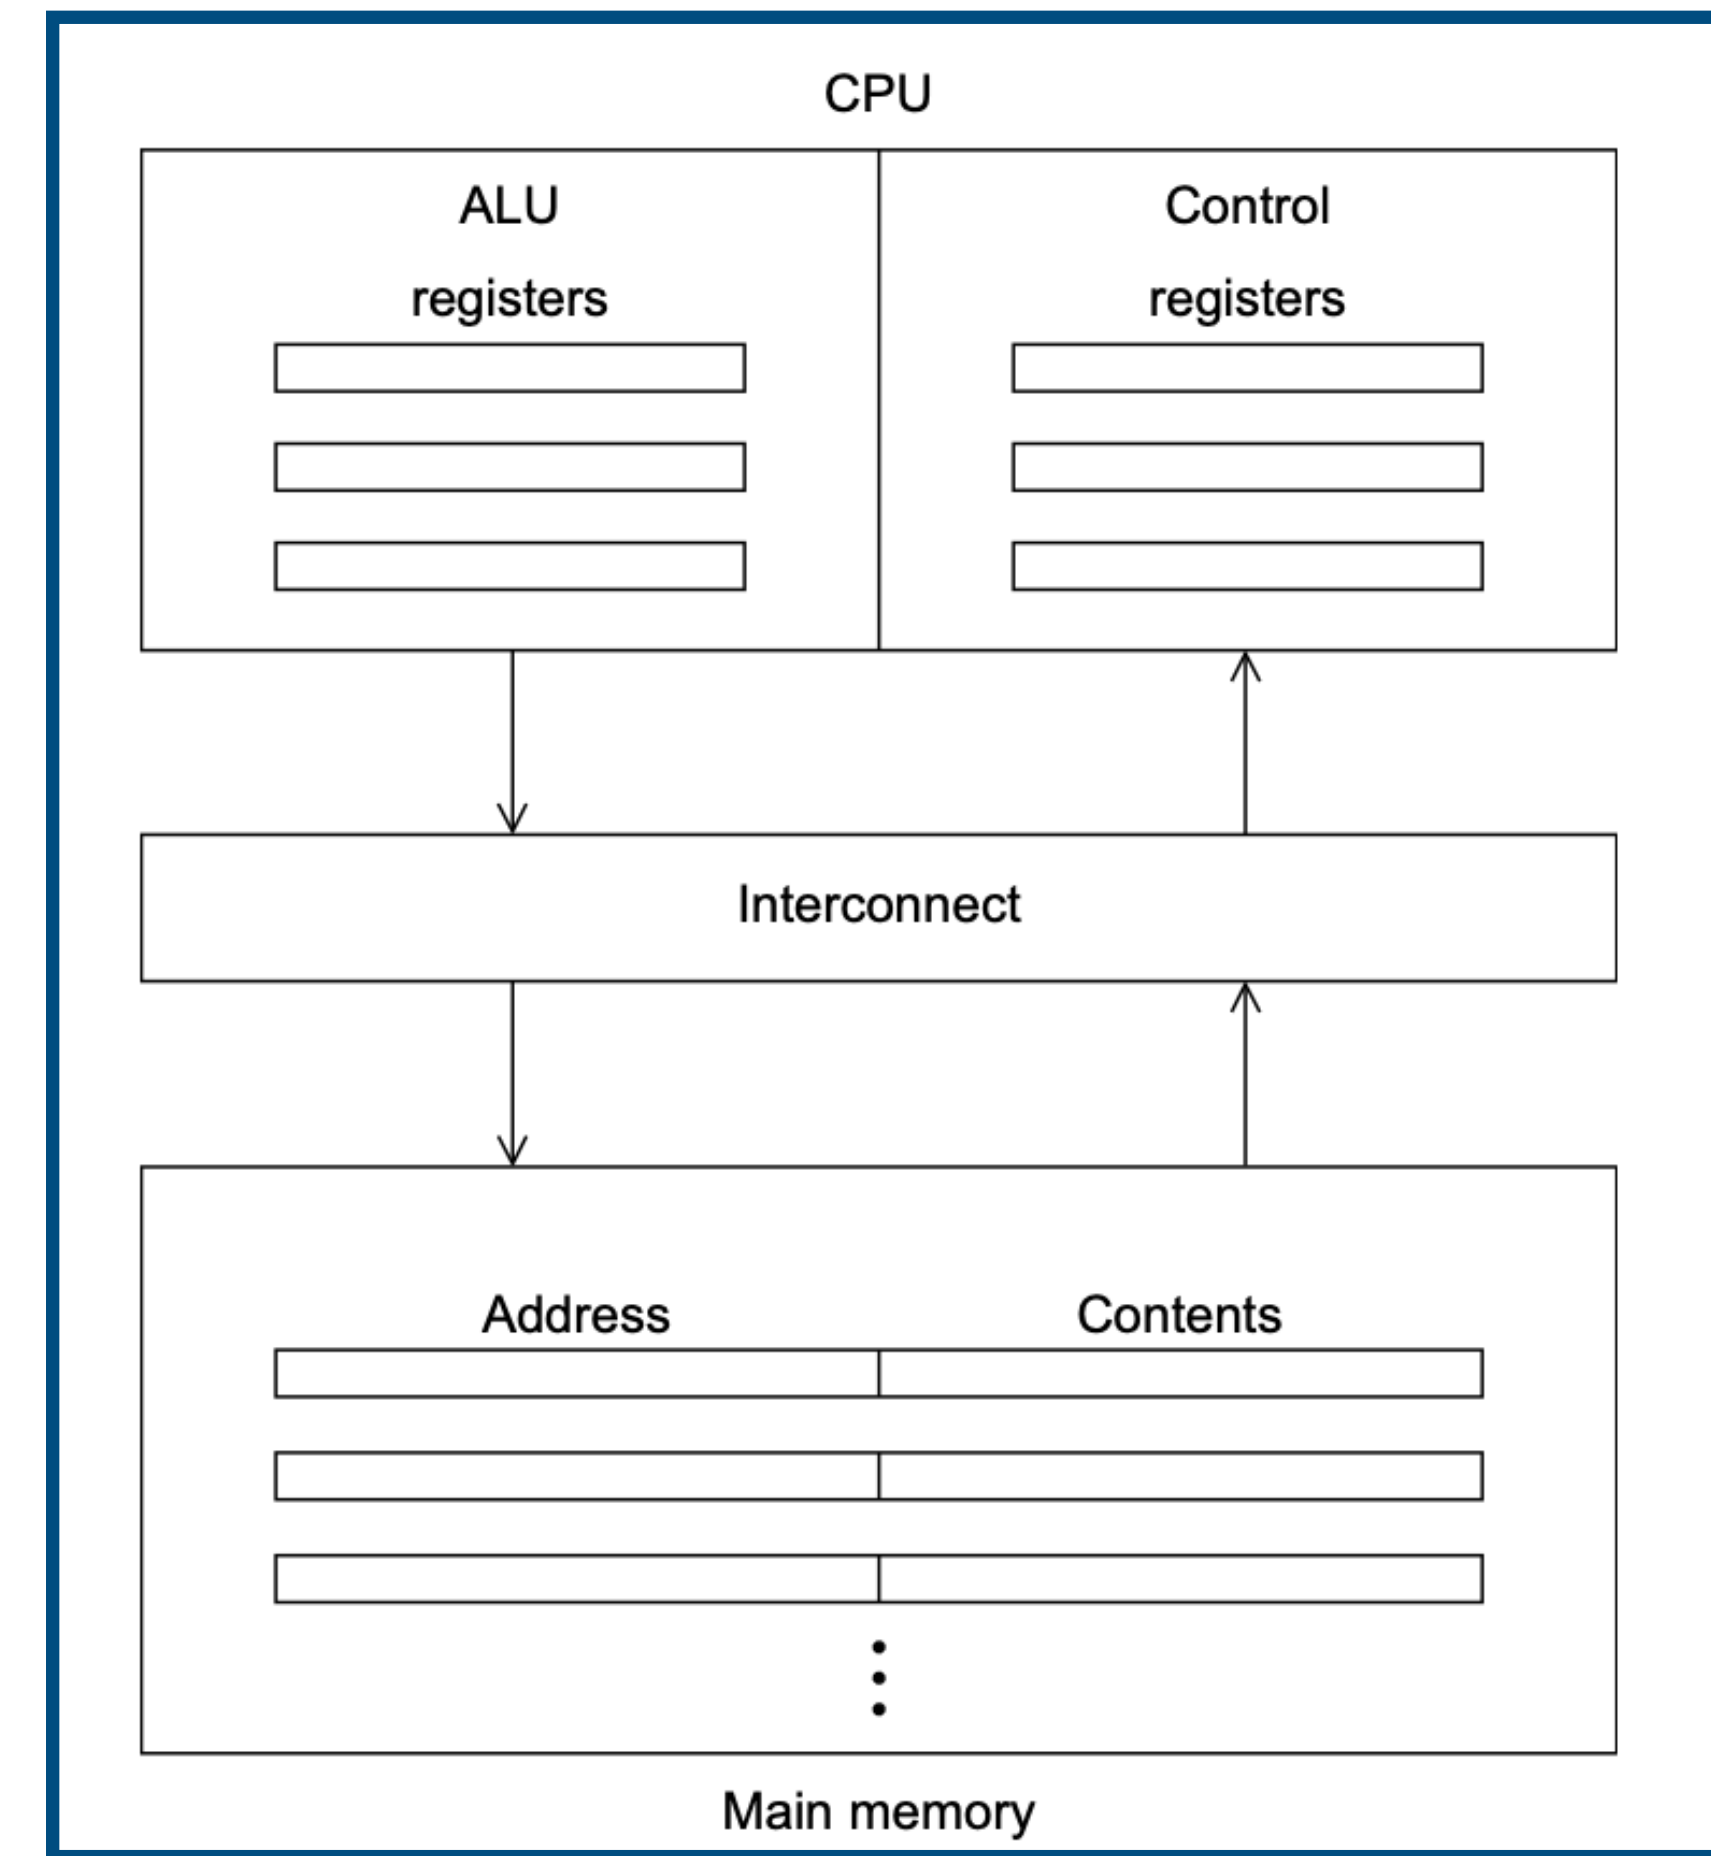 CPU
ALU
Control
registers
registers
Interconnect
Address
Contents
Main memory